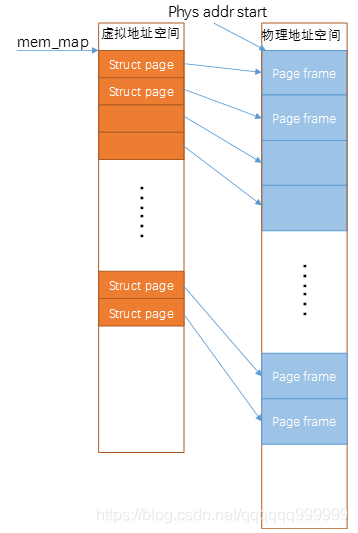 Phys addr start
mem_map
虚拟地址空间
物理地址空间
Struct page
Page frame
Struct page
Page frame
Struct page
Struct page
Page frame
Page frame
https://blog.csdn.net/qqqqqq999999